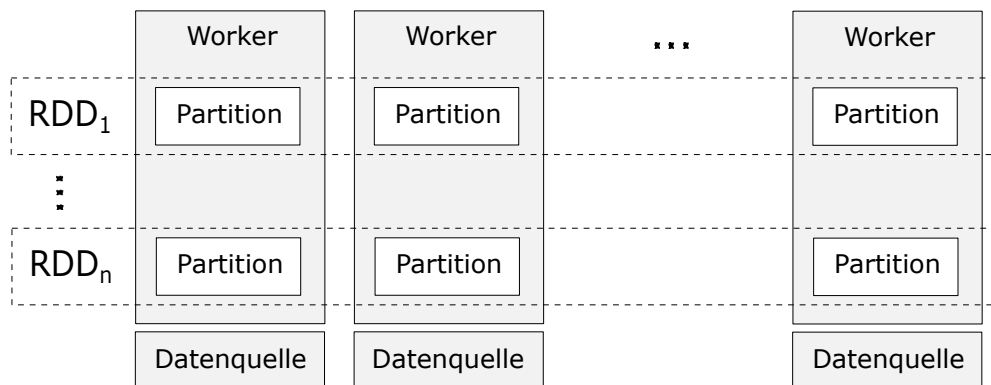 Worker Worker ... Worker
RDD₁ Partition Partition Partition
⋮
RDDₙ Partition Partition Partition
Datenquelle Datenquelle Datenquelle